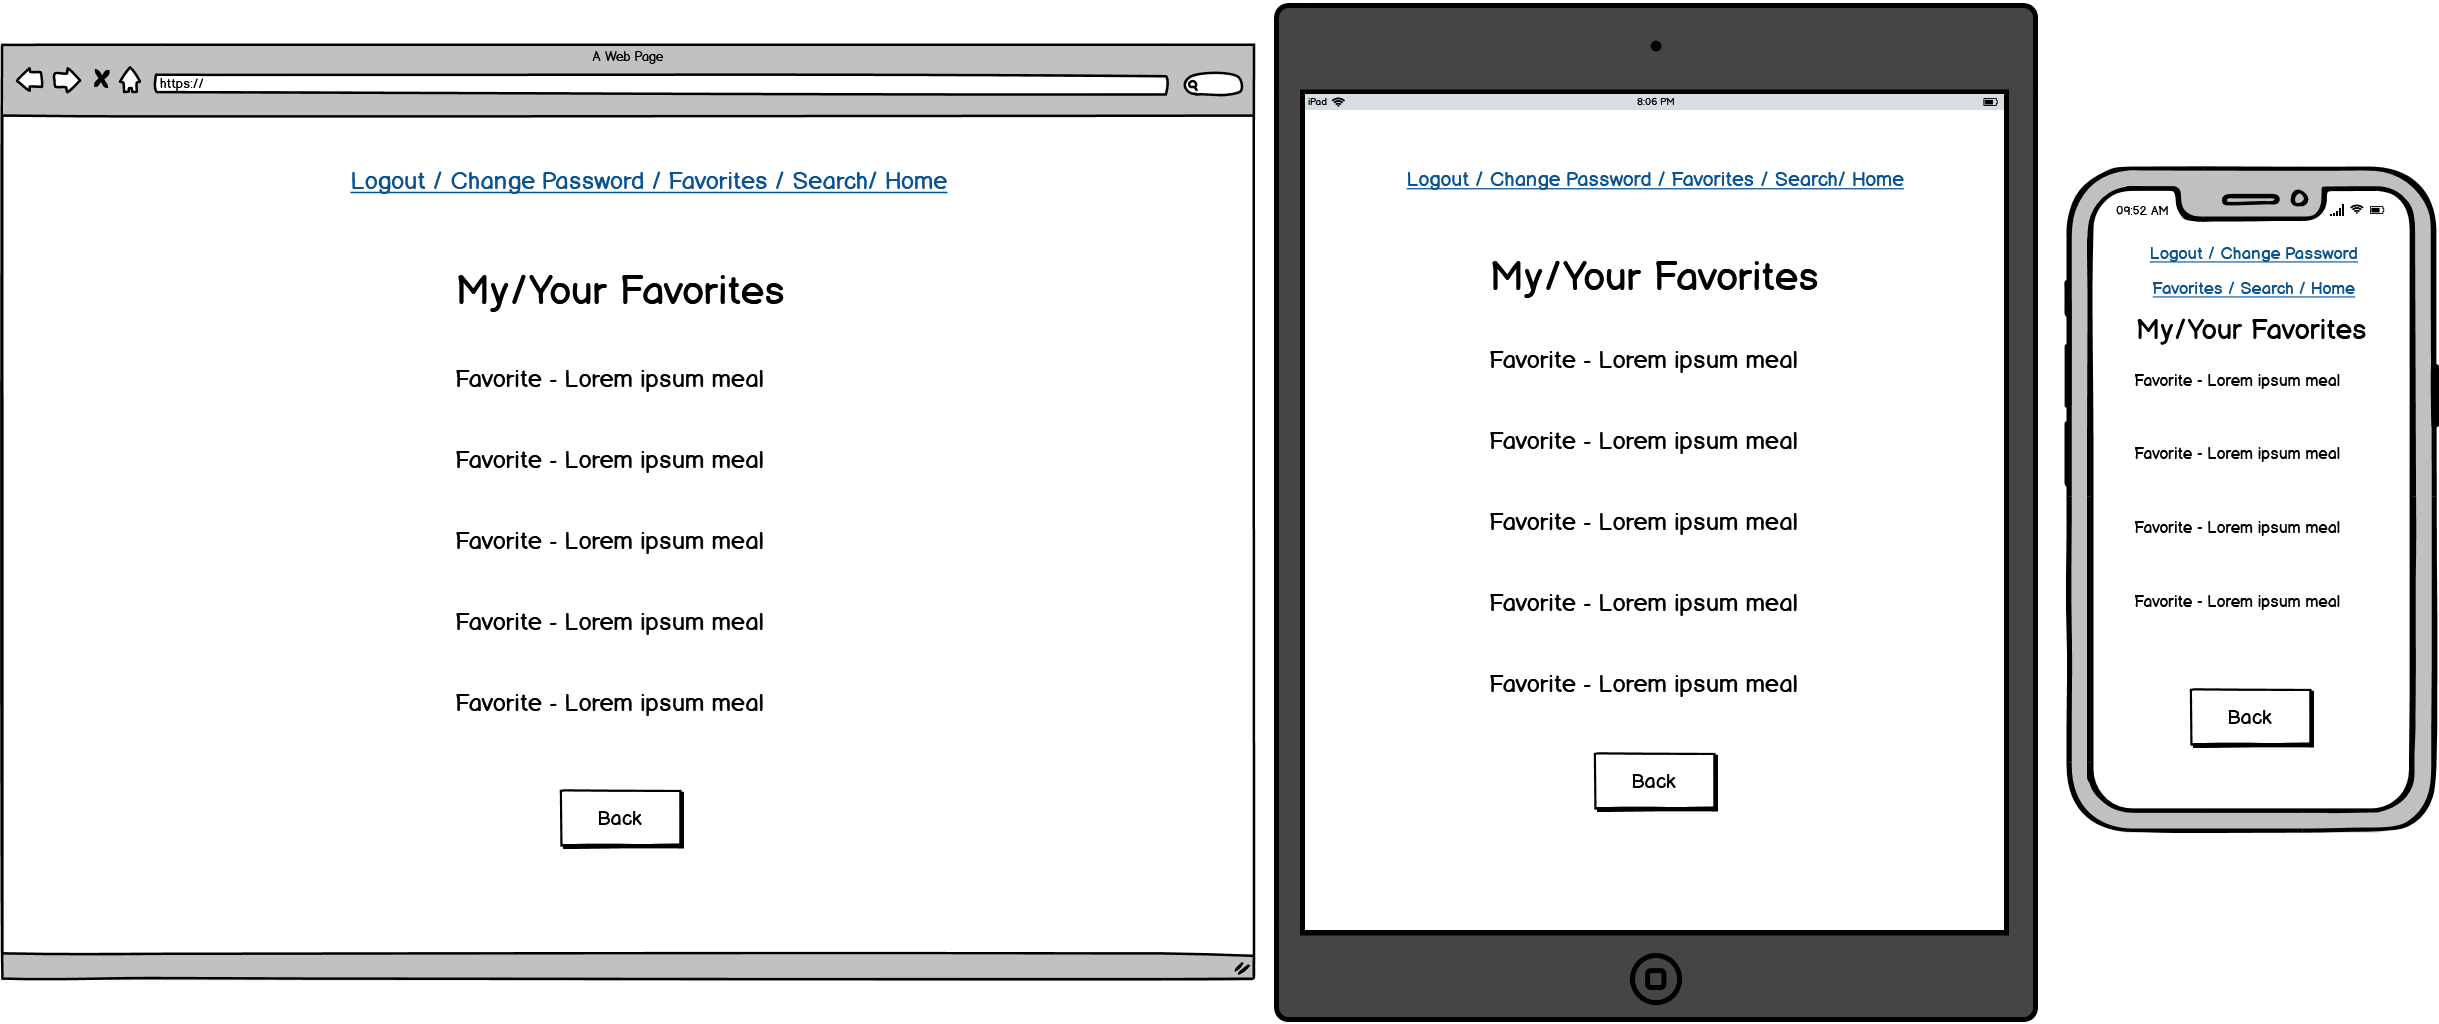 A Web Page
https://
Logout / Change Password / Favorites / Search/ Home
My/Your Favorites
Favorite - Lorem ipsum meal
Favorite - Lorem ipsum meal
Favorite - Lorem ipsum meal
Favorite - Lorem ipsum meal
Favorite - Lorem ipsum meal
Back
iPad
8:06 PM
Logout / Change Password / Favorites / Search/ Home
My/Your Favorites
Favorite - Lorem ipsum meal
Favorite - Lorem ipsum meal
Favorite - Lorem ipsum meal
Favorite - Lorem ipsum meal
Favorite - Lorem ipsum meal
Back
09:52 AM
Logout / Change Password
Favorites / Search / Home
My/Your Favorites
Favorite - Lorem ipsum meal
Favorite - Lorem ipsum meal
Favorite - Lorem ipsum meal
Favorite - Lorem ipsum meal
Back